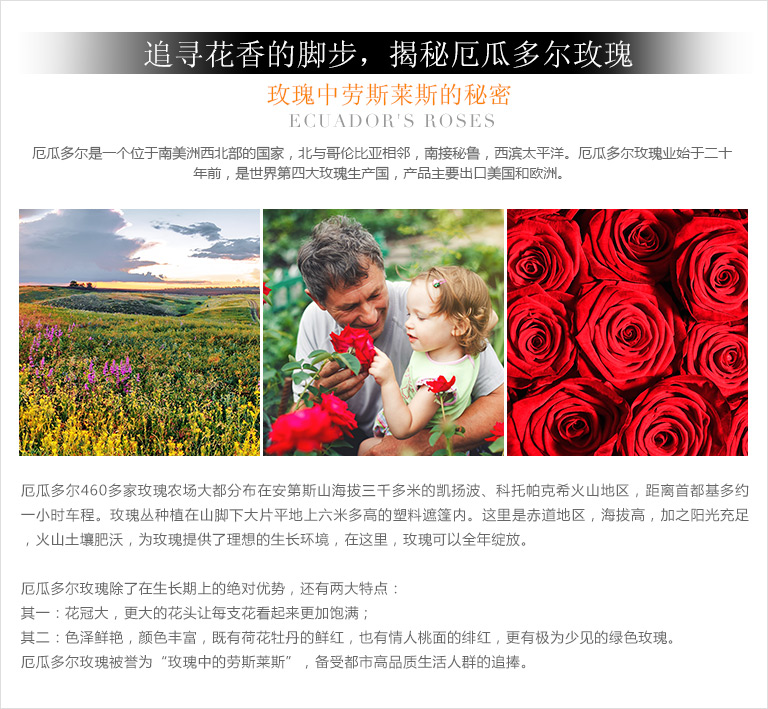 追寻花香的脚步，揭秘厄瓜多尔玫瑰
玫瑰中劳斯莱斯的秘密
ECUADOR'S ROSES
厄瓜多尔是一个位于南美洲西北部的国家，北与哥伦比亚相邻，南接秘鲁，西滨太平洋。厄瓜多尔玫瑰业始于二十
年前，是世界第四大玫瑰生产国，产品主要出口美国和欧洲。
厄瓜多尔460多家玫瑰农场大都分布在安第斯山海拔三千多米的凯扬波、科托帕克希火山地区，距离首都基多约
一小时车程。玫瑰丛种植在山脚下大片平地上六米多高的塑料遮篷内。这里是赤道地区，海拔高，加之阳光充足
，火山土壤肥沃，为玫瑰提供了理想的生长环境，在这里，玫瑰可以全年绽放。
厄瓜多尔玫瑰除了在生长期上的绝对优势，还有两大特点：
其一：花冠大，更大的花头让每支花看起来更加饱满；
其二：色泽鲜艳，颜色丰富，既有荷花牡丹的鲜红，也有情人桃面的绯红，更有极为少见的绿色玫瑰。
厄瓜多尔玫瑰被誉为“玫瑰中的劳斯莱斯”，备受都市高品质生活人群的追捧。